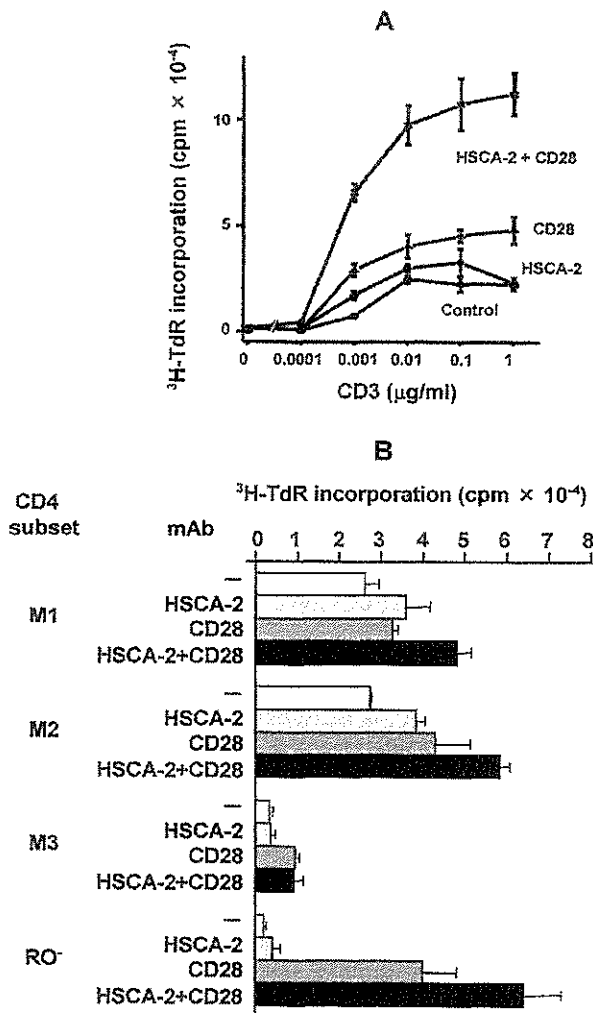 A
³H-TdR incorporation (cpm × 10⁻⁴)
10
5
0
HSCA-2 + CD28
CD28
HSCA-2
Control
0 0.0001 0.001 0.01 0.1 1
CD3 (μg/ml)
B
³H-TdR incorporation (cpm × 10⁻⁴)
CD4
subset
mAb
0 1 2 3 4 5 6 7 8
M1
—
HSCA-2
CD28
HSCA-2+CD28
M2
—
HSCA-2
CD28
HSCA-2+CD28
M3
—
HSCA-2
CD28
HSCA-2+CD28
RO⁻
—
HSCA-2
CD28
HSCA-2+CD28